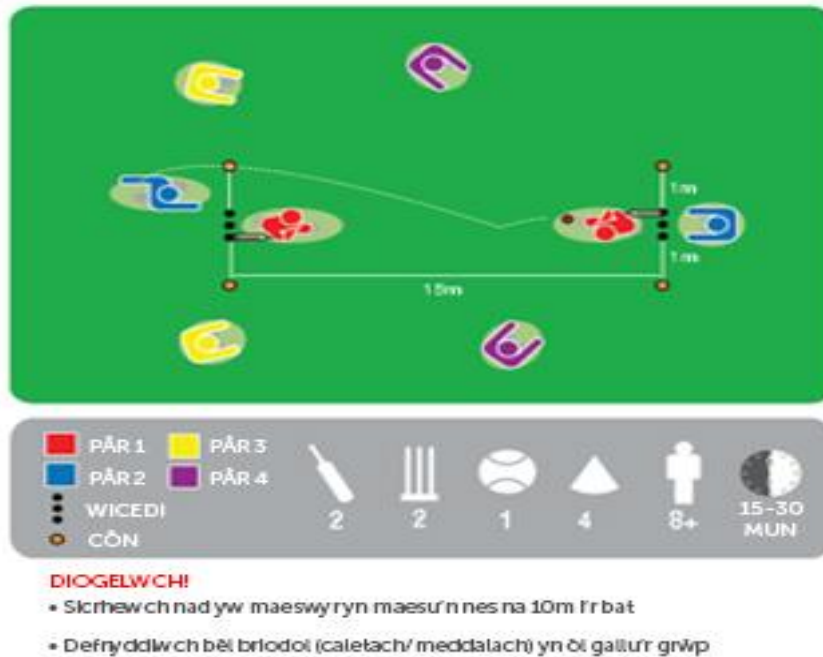 1m
1m
15m
PÂR 1 PÂR 3
PÂR 2 PÂR 4
WICEDI
CÔN
2 2 1 4 8+ 15-30 MUN
DIOGELWCH!
• Sicrhewch nad yw maeswyr yn maesu'n nes na 10m i'r bat
• Defnyddiwch bêl briodol (caletach/meddalach) yn ôl gallu'r grŵp